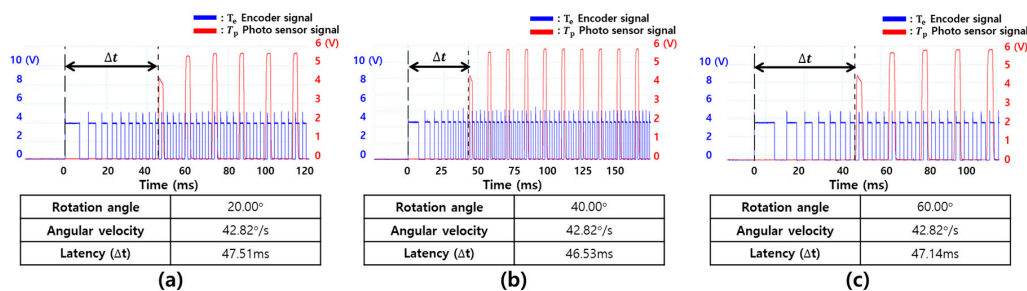 : Te Encoder signal
: Tp Photo sensor signal
10 (V)
8
6
4
2
0
Δt
6 (V)
5
4
3
2
1
0
0 20 40 60 80 100 120
Time (ms)
Rotation angle 20.00°
Angular velocity 42.82°/s
Latency (Δt) 47.51ms
(a)
: Te Encoder signal
: Tp Photo sensor signal
10 (V)
8
6
4
2
0
Δt
6 (V)
5
4
3
2
1
0
0 25 50 75 100 125 150
Time (ms)
Rotation angle 40.00°
Angular velocity 42.82°/s
Latency (Δt) 46.53ms
(b)
: Te Encoder signal
: Tp Photo sensor signal
10 (V)
8
6
4
2
0
Δt
6 (V)
5
4
3
2
1
0
0 20 40 60 80 100
Time (ms)
Rotation angle 60.00°
Angular velocity 42.82°/s
Latency (Δt) 47.14ms
(c)